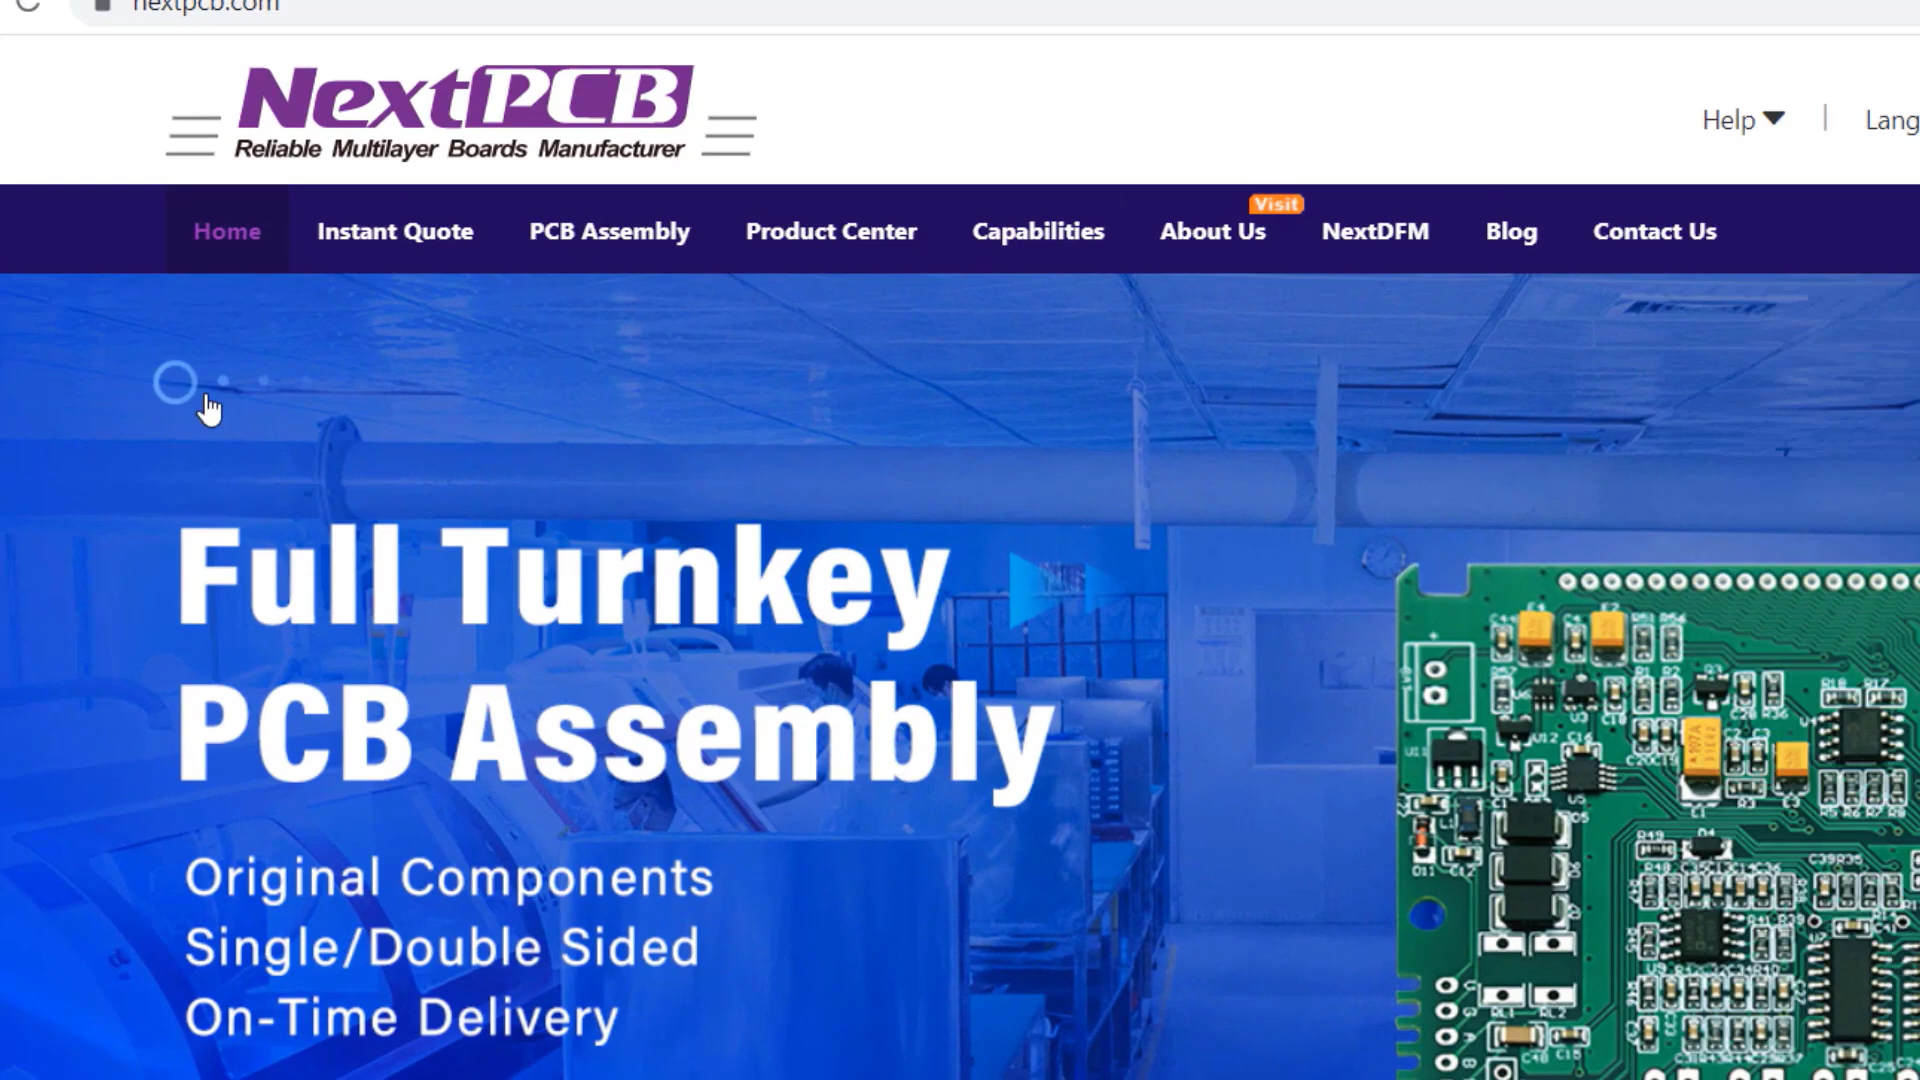 nextpcb.com
NextPCB
Reliable Multilayer Boards Manufacturer
Help
Lang
Visit
Home Instant Quote PCB Assembly Product Center Capabilities About Us NextDFM Blog Contact Us
Full Turnkey
PCB Assembly
Original Components
Single/Double Sided
On-Time Delivery